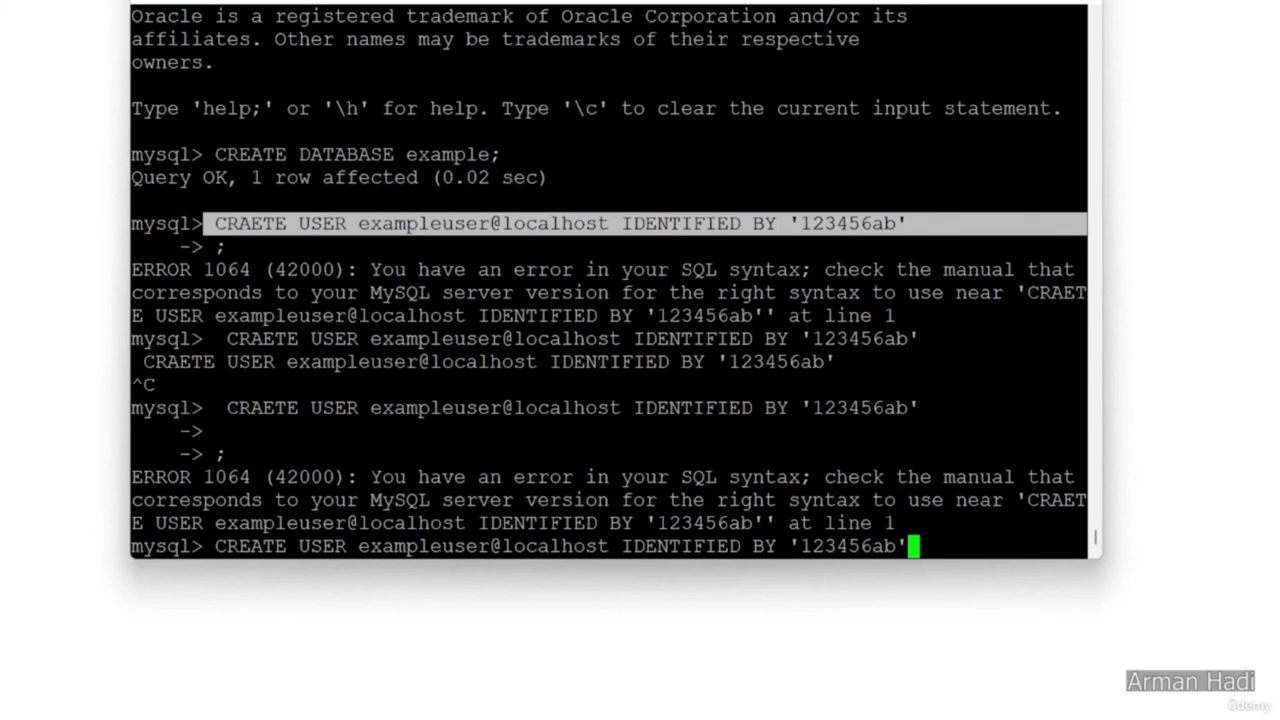 Oracle is a registered trademark of Oracle Corporation and/or its
affiliates. Other names may be trademarks of their respective
owners.
Type 'help;' or '\h' for help. Type '\c' to clear the current input statement.
mysql> CREATE DATABASE example;
Query OK, 1 row affected (0.02 sec)
mysql> CRAETE USER exampleuser@localhost IDENTIFIED BY '123456ab'
-> ;
ERROR 1064 (42000): You have an error in your SQL syntax; check the manual that
corresponds to your MySQL server version for the right syntax to use near 'CRAET
E USER exampleuser@localhost IDENTIFIED BY '123456ab'' at line 1
mysql>  CRAETE USER exampleuser@localhost IDENTIFIED BY '123456ab'
CRAETE USER exampleuser@localhost IDENTIFIED BY '123456ab'
^C
mysql>  CRAETE USER exampleuser@localhost IDENTIFIED BY '123456ab'
->
-> ;
ERROR 1064 (42000): You have an error in your SQL syntax; check the manual that
corresponds to your MySQL server version for the right syntax to use near 'CRAET
E USER exampleuser@localhost IDENTIFIED BY '123456ab'' at line 1
mysql> CREATE USER exampleuser@localhost IDENTIFIED BY '123456ab'
Arman Hadi
ûdemy